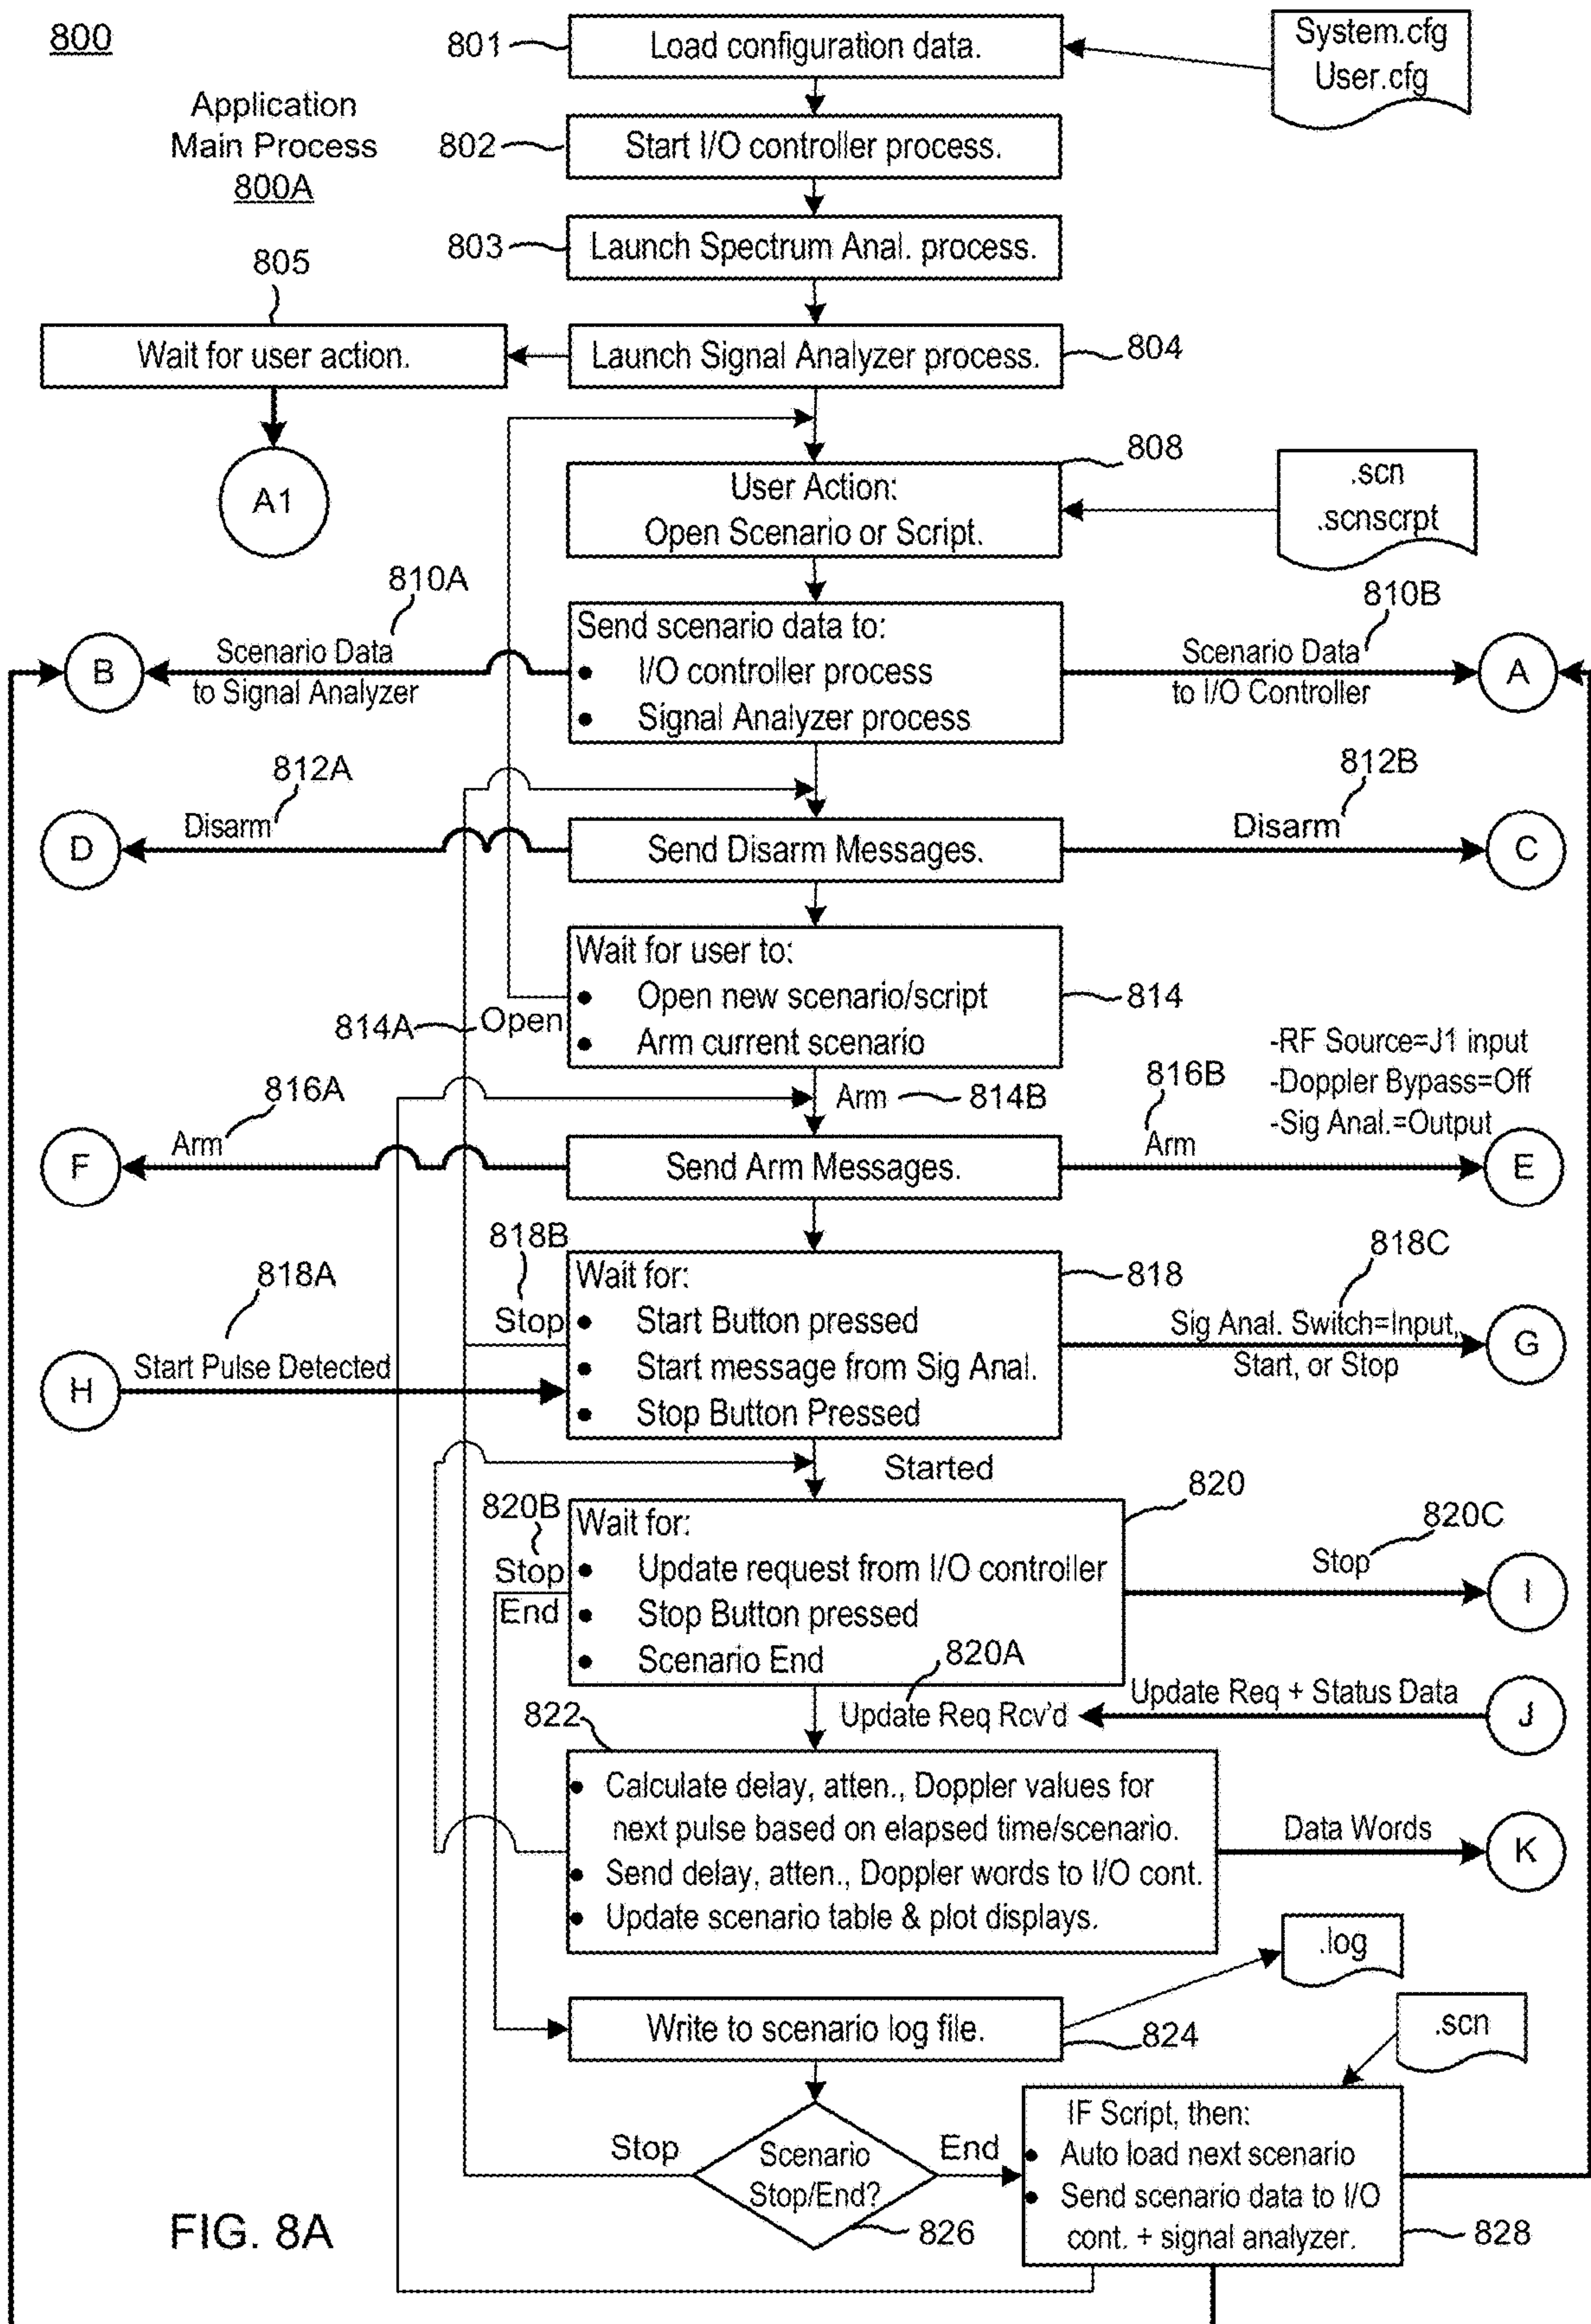 800
801
Load configuration data.
System.cfg
User.cfg
Application
Main Process
800A
802
Start I/O controller process.
803
Launch Spectrum Anal. process.
805
Wait for user action.
Launch Signal Analyzer process.
804
A1
808
User Action:
Open Scenario or Script.
.scn
.scnscrpt
810A
810B
B
Scenario Data
to Signal Analyzer
Send scenario data to:
• I/O controller process
• Signal Analyzer process
Scenario Data
to I/O Controller
A
812A
812B
D
Disarm
Send Disarm Messages.
Disarm
C
Wait for user to:
• Open new scenario/script
• Arm current scenario
814
814A
Open
-RF Source=J1 input
-Doppler Bypass=Off
-Sig Anal.=Output
816A
Arm
814B
816B
F
Arm
Send Arm Messages.
Arm
E
818B
818
818C
818A
Stop
Wait for:
• Start Button pressed
• Start message from Sig Anal.
• Stop Button Pressed
Sig Anal. Switch=Input,
Start, or Stop
G
H
Start Pulse Detected
Started
820B
820
820C
Stop
End
Wait for:
• Update request from I/O controller
• Stop Button pressed
• Scenario End
Stop
I
820A
822
Update Req Rcv'd
Update Req + Status Data
J
• Calculate delay, atten., Doppler values for
next pulse based on elapsed time/scenario.
• Send delay, atten., Doppler words to I/O cont.
• Update scenario table & plot displays.
Data Words
K
.log
Write to scenario log file.
824
.scn
Stop
Scenario
Stop/End?
End
826
IF Script, then:
• Auto load next scenario
• Send scenario data to I/O
cont. + signal analyzer.
828
FIG. 8A